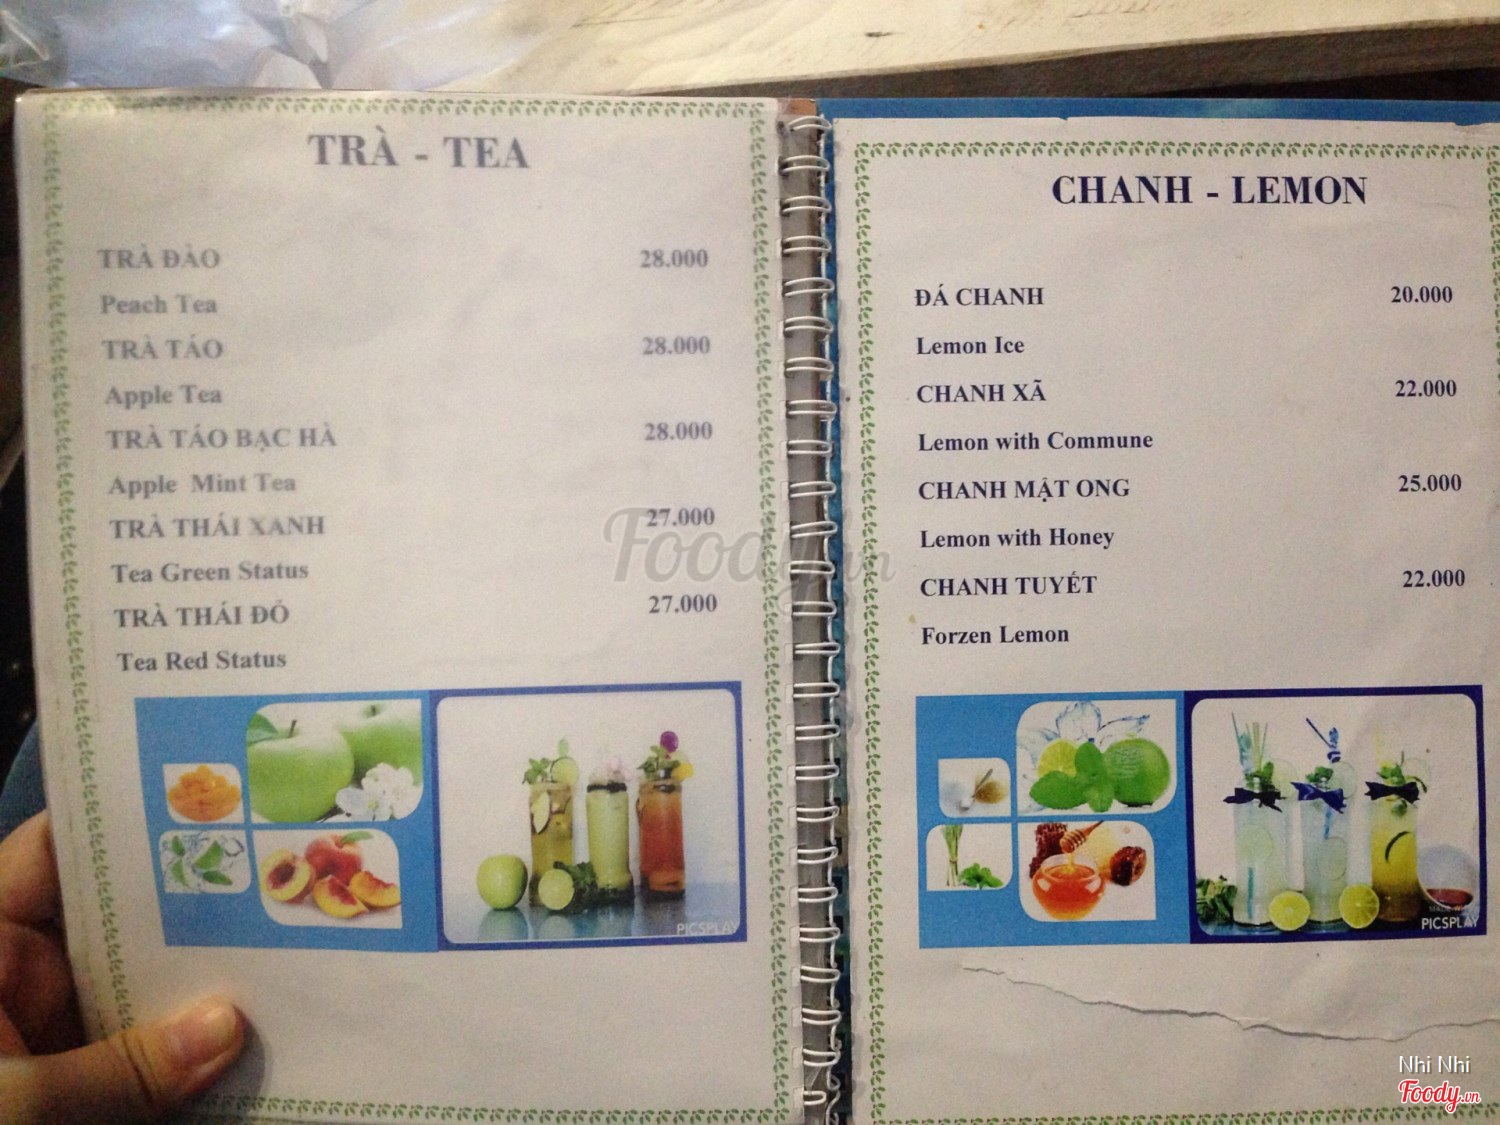 TRÀ - TEA
TRÀ ĐÀO 28.000
Peach Tea
TRÀ TÁO 28.000
Apple Tea
TRÀ TÁO BẠC HÀ 28.000
Apple Mint Tea
TRÀ THÁI XANH 27.000
Tea Green Status
TRÀ THÁI ĐỎ 27.000
Tea Red Status
PICSPLAY
CHANH - LEMON
ĐÁ CHANH 20.000
Lemon Ice
CHANH XÃ 22.000
Lemon with Commune
CHANH MẬT ONG 25.000
Lemon with Honey
CHANH TUYẾT 22.000
Forzen Lemon
PICSPLAY
Foody.vn
Nhi Nhi
Foody.vn